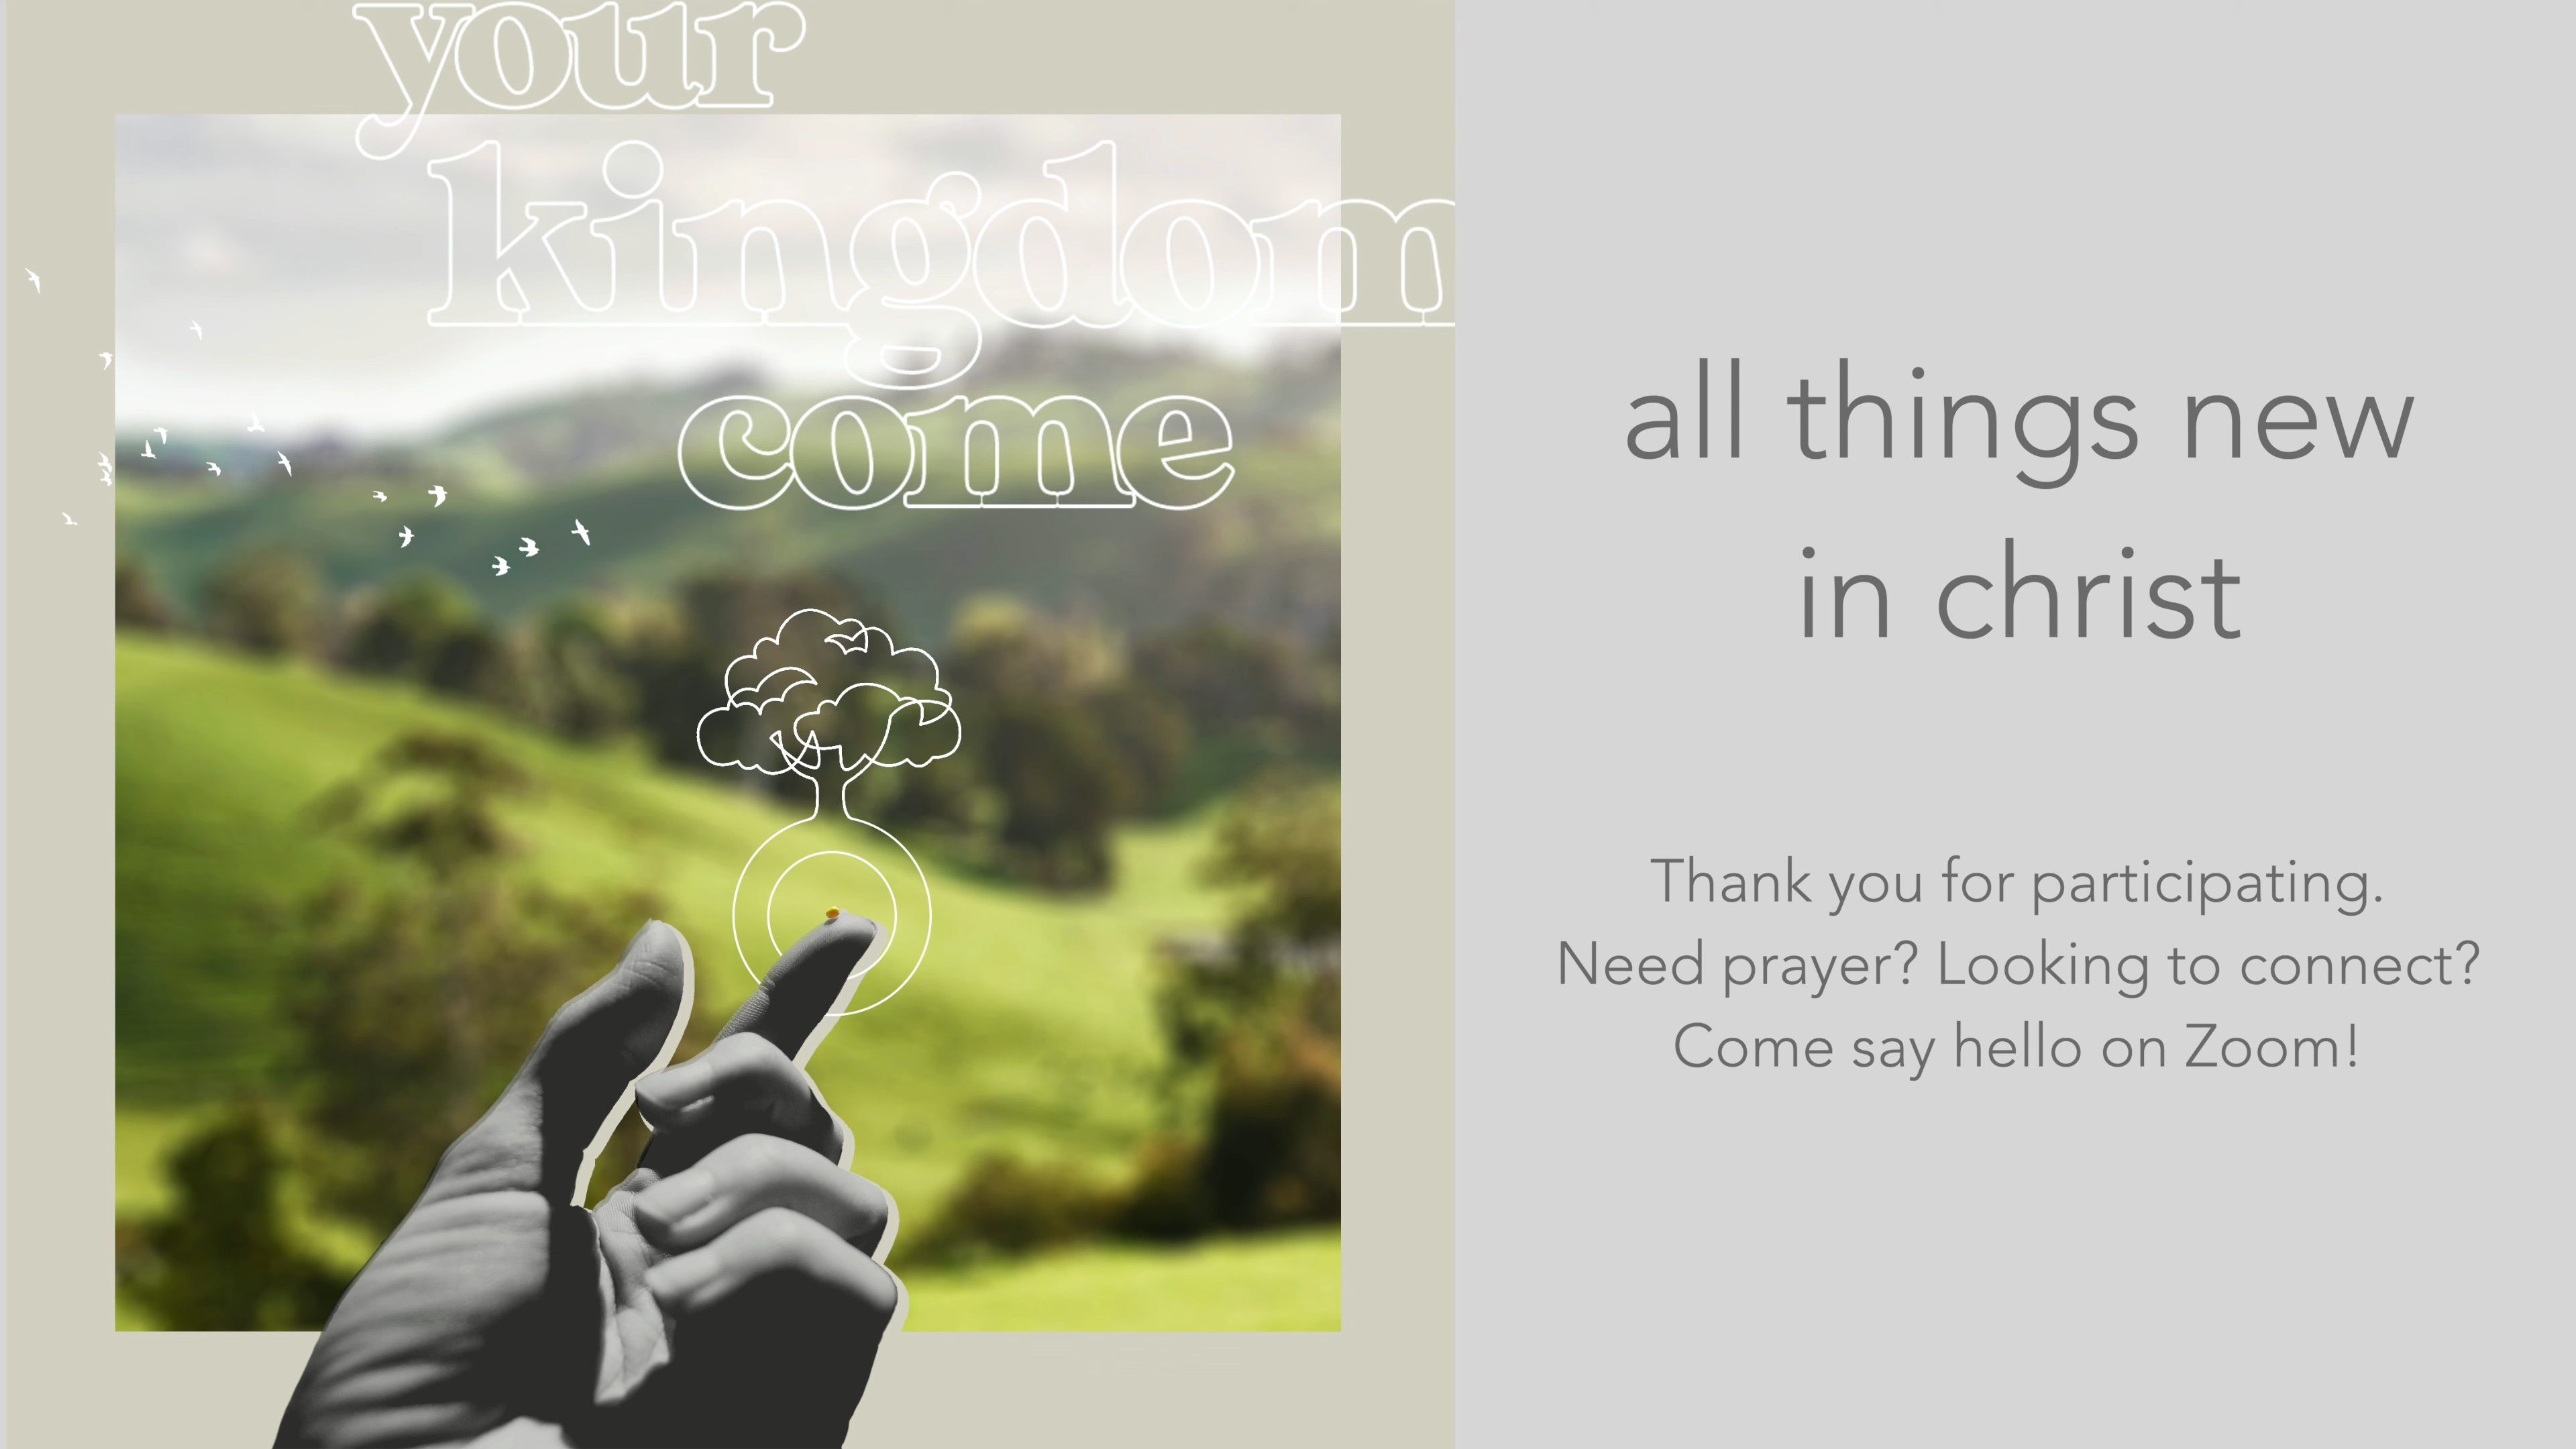 your
kingdom
come
all things new
in christ
Thank you for participating.
Need prayer? Looking to connect?
Come say hello on Zoom!